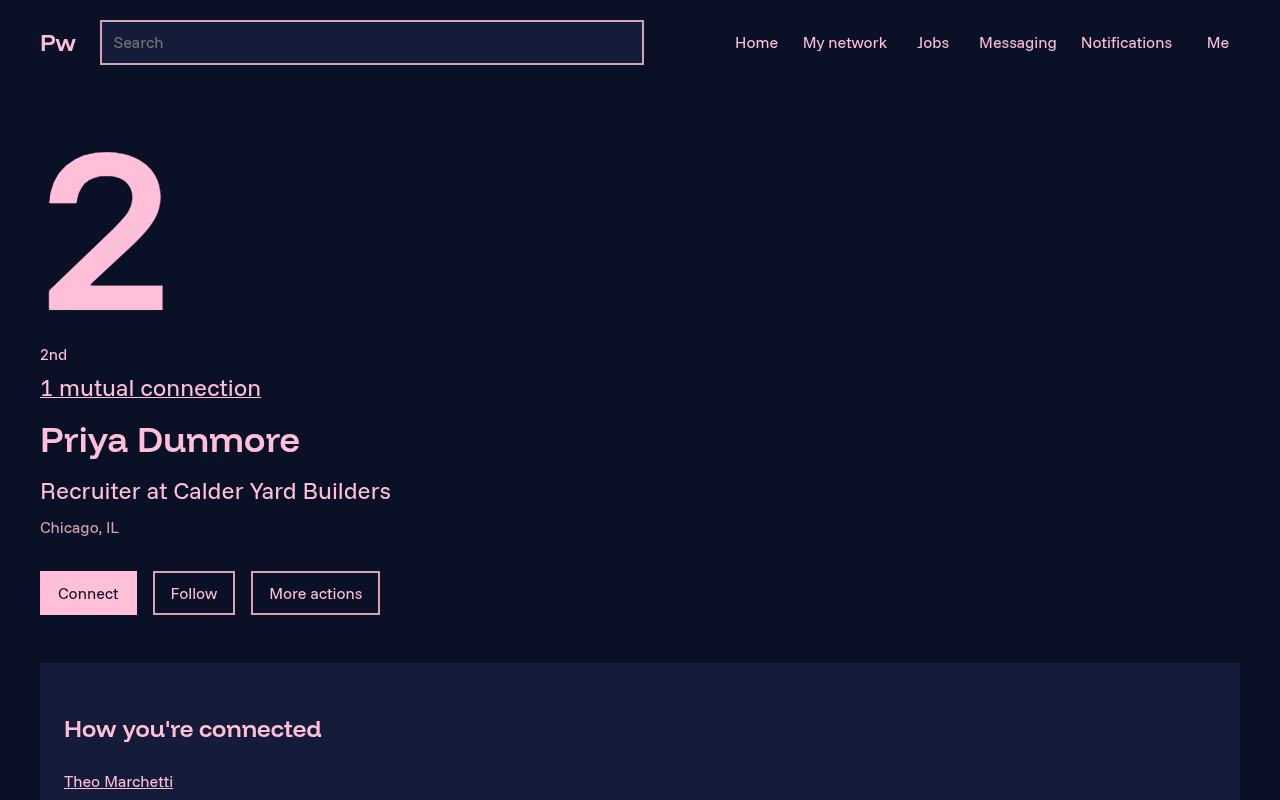 Pw
Search
Home
My network
Jobs
Messaging
Notifications
Me
2
2nd
1 mutual connection
Priya Dunmore
Recruiter at Calder Yard Builders
Chicago, IL
Connect
Follow
More actions
How you're connected
Theo Marchetti